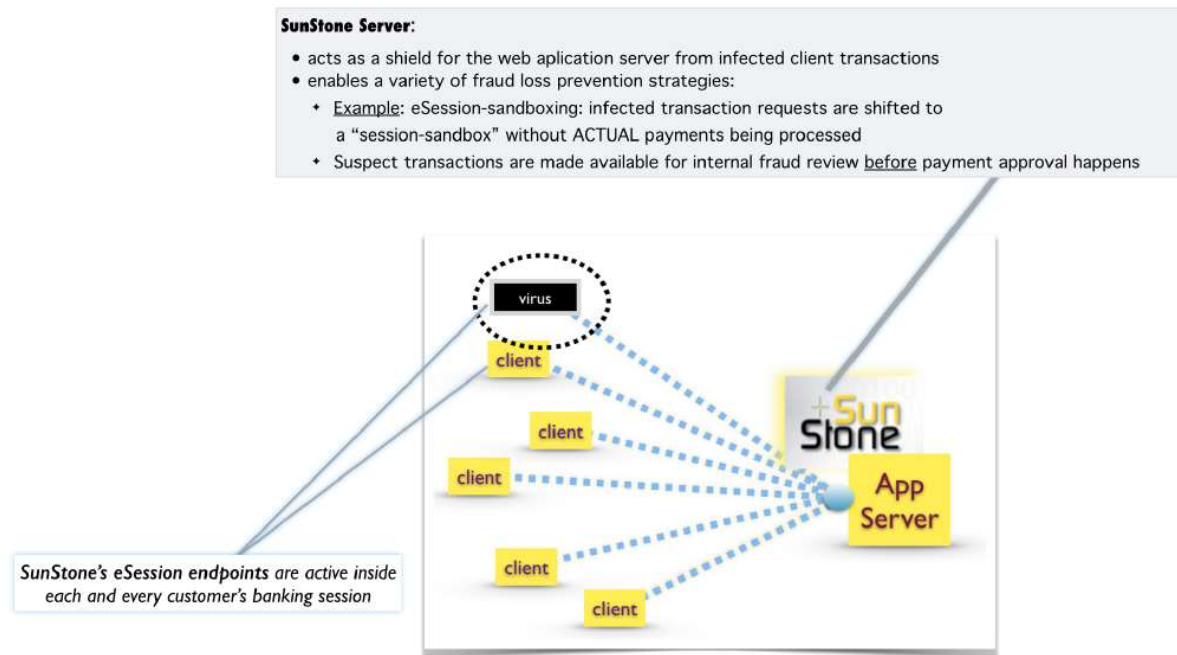 SunStone Server:
• acts as a shield for the web aplication server from infected client transactions
• enables a variety of fraud loss prevention strategies:
✦ Example: eSession-sandboxing: infected transaction requests are shifted to
a “session-sandbox” without ACTUAL payments being processed
✦ Suspect transactions are made available for internal fraud review before payment approval happens
virus
client
client
client
client
client
+Sun
Stone
App
Server
SunStone’s eSession endpoints are active inside
each and every customer’s banking session